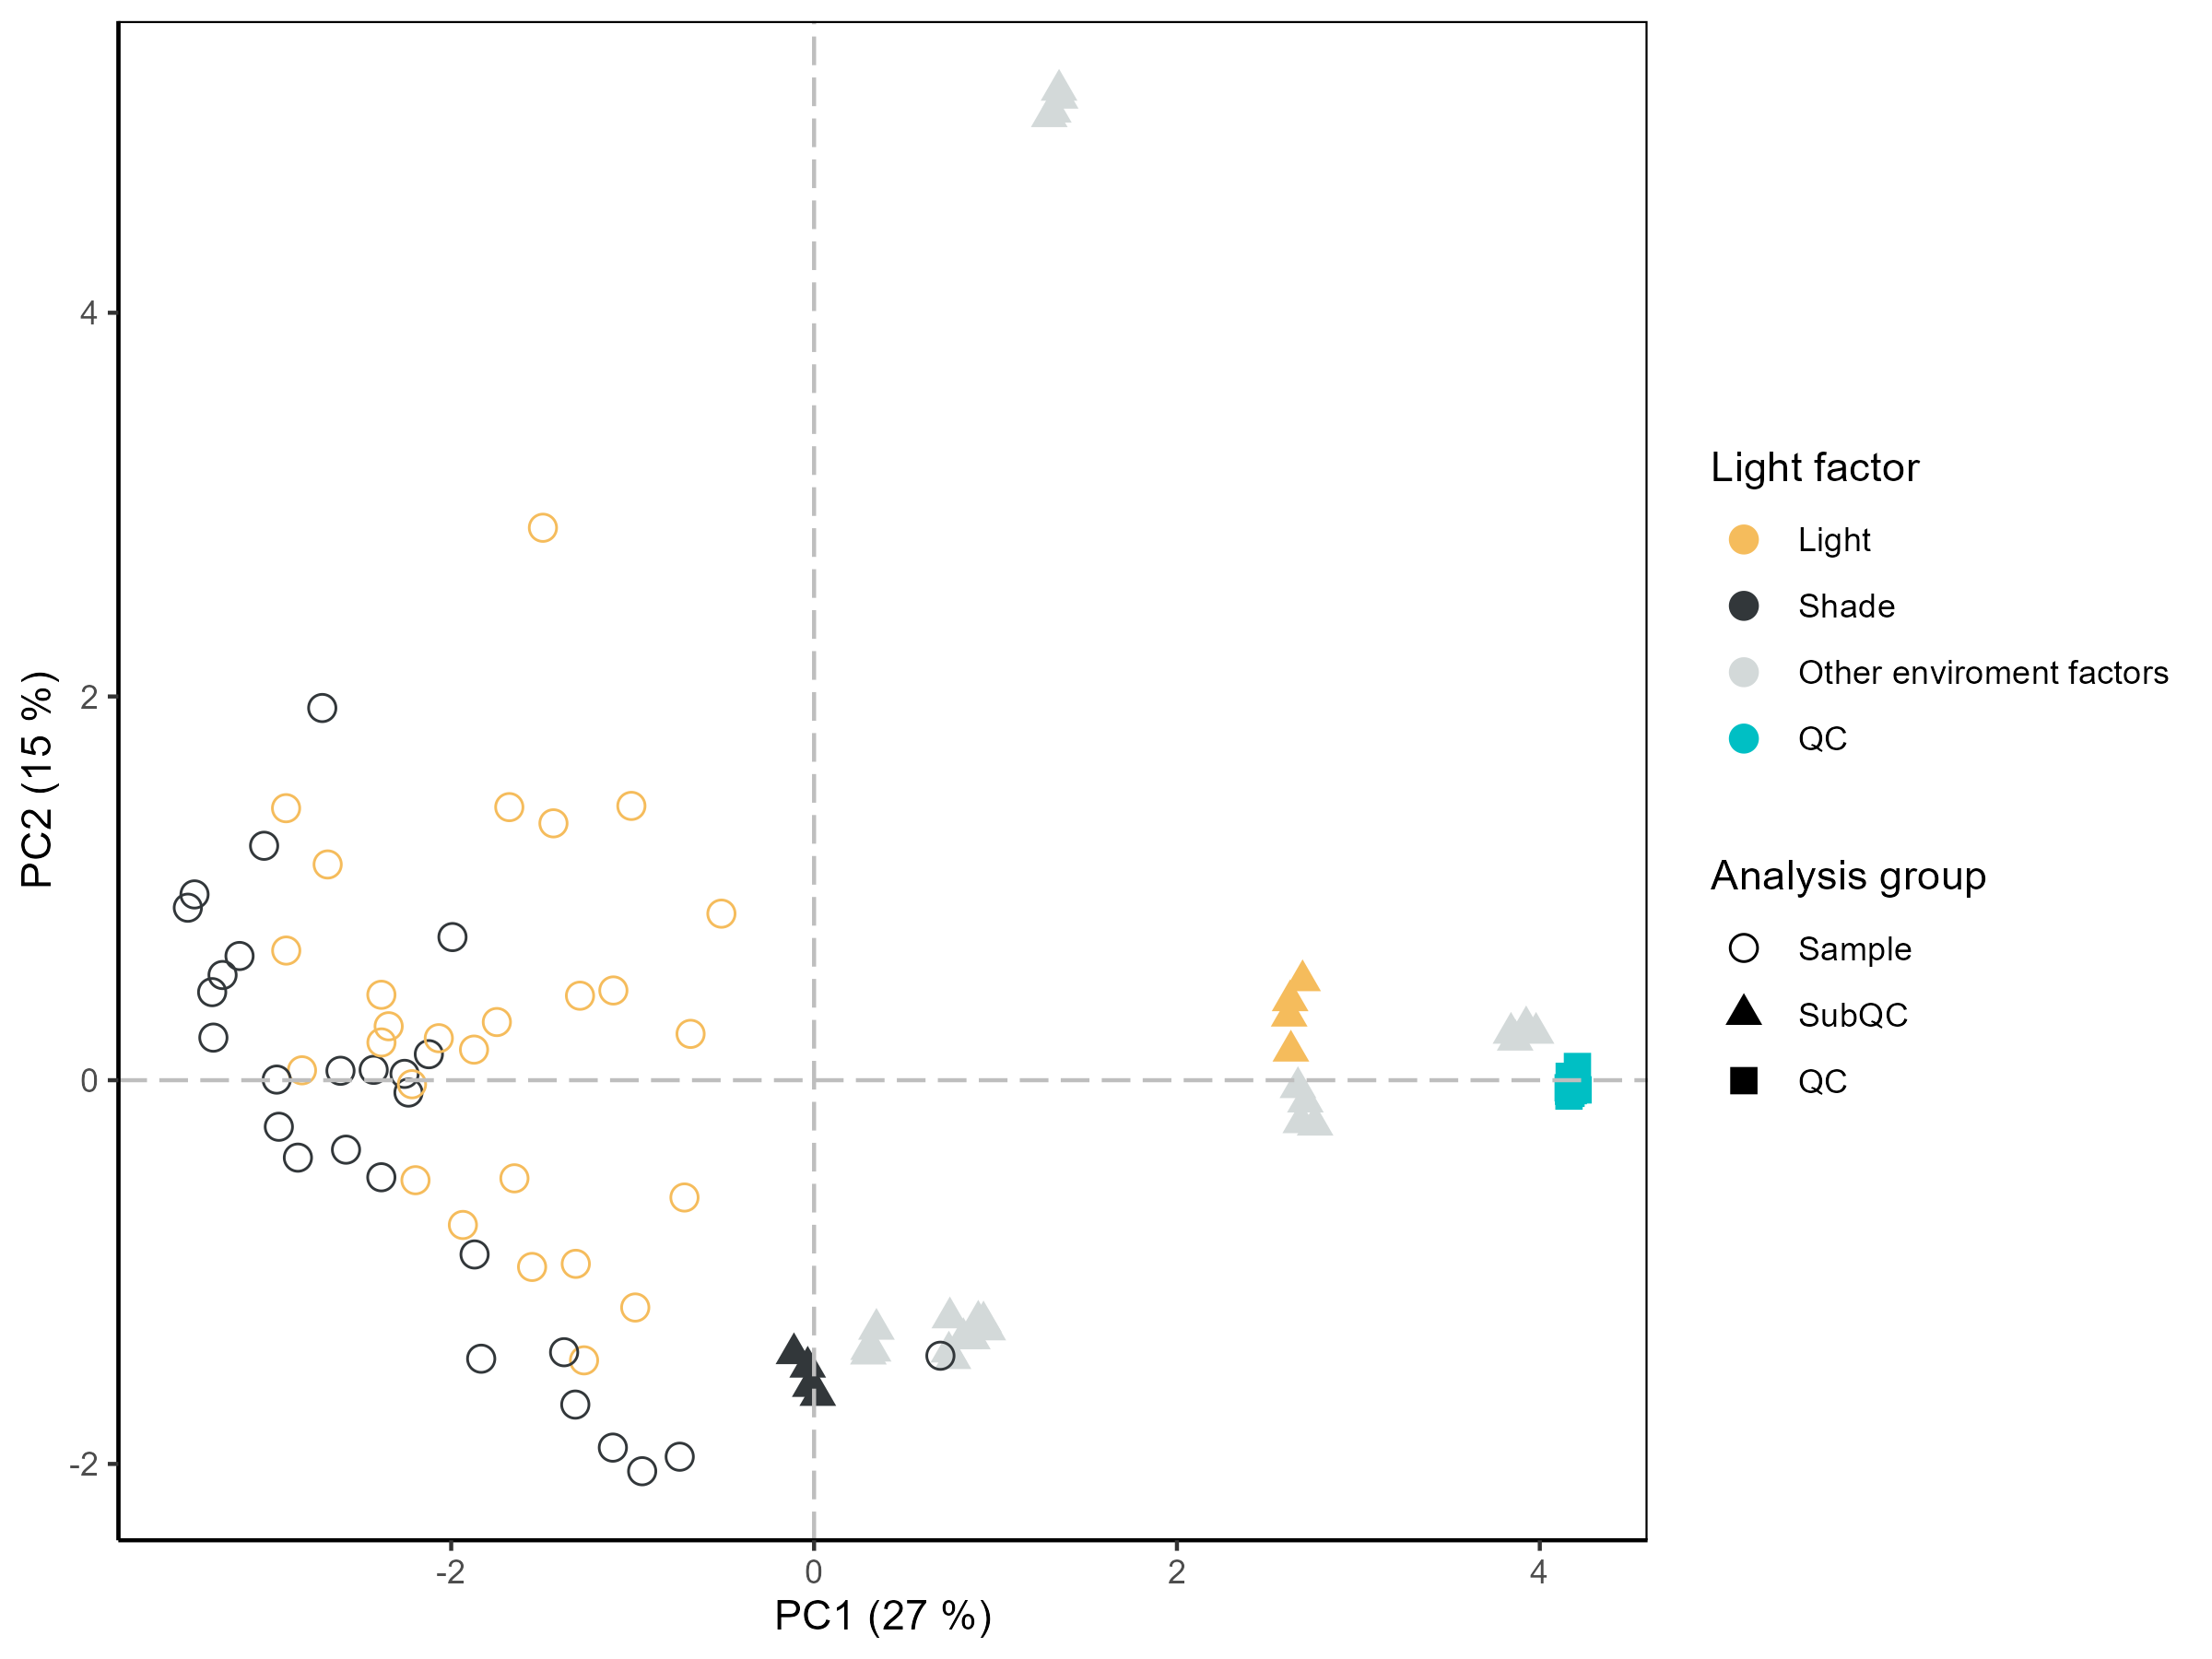 4
2
0
-2
PC2 (15 %)
-2
0
2
4
PC1 (27 %)
Light factor
Light
Shade
Other enviroment factors
QC
Analysis group
Sample
SubQC
QC